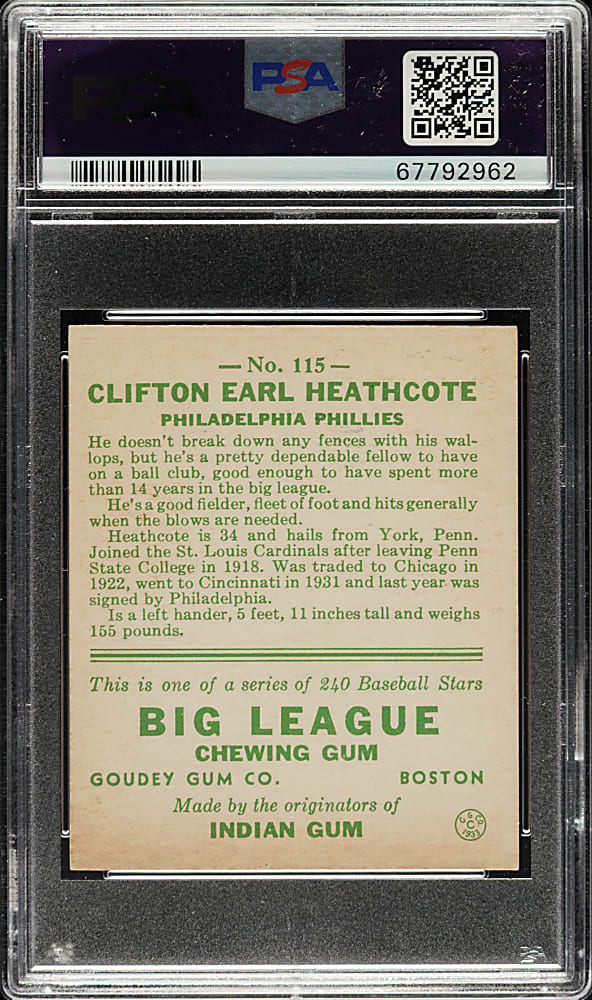 PSA
67792962
— No. 115 —
CLIFTON EARL HEATHCOTE
PHILADELPHIA PHILLIES
He doesn't break down any fences with his wal-
lops, but he's a pretty dependable fellow to have
on a ball club, good enough to have spent more
than 14 years in the big league.
He's a good fielder, fleet of foot and hits generally
when the blows are needed.
Heathcote is 34 and hails from York, Penn.
Joined the St. Louis Cardinals after leaving Penn
State College in 1918. Was traded to Chicago in
1922, went to Cincinnati in 1931 and last year was
signed by Philadelphia.
Is a left hander, 5 feet, 11 inches tall and weighs
155 pounds.
This is one of a series of 240 Baseball Stars
BIG LEAGUE
CHEWING GUM
GOUDEY GUM CO. BOSTON
Made by the originators of
INDIAN GUM
G G CO.
C
1933